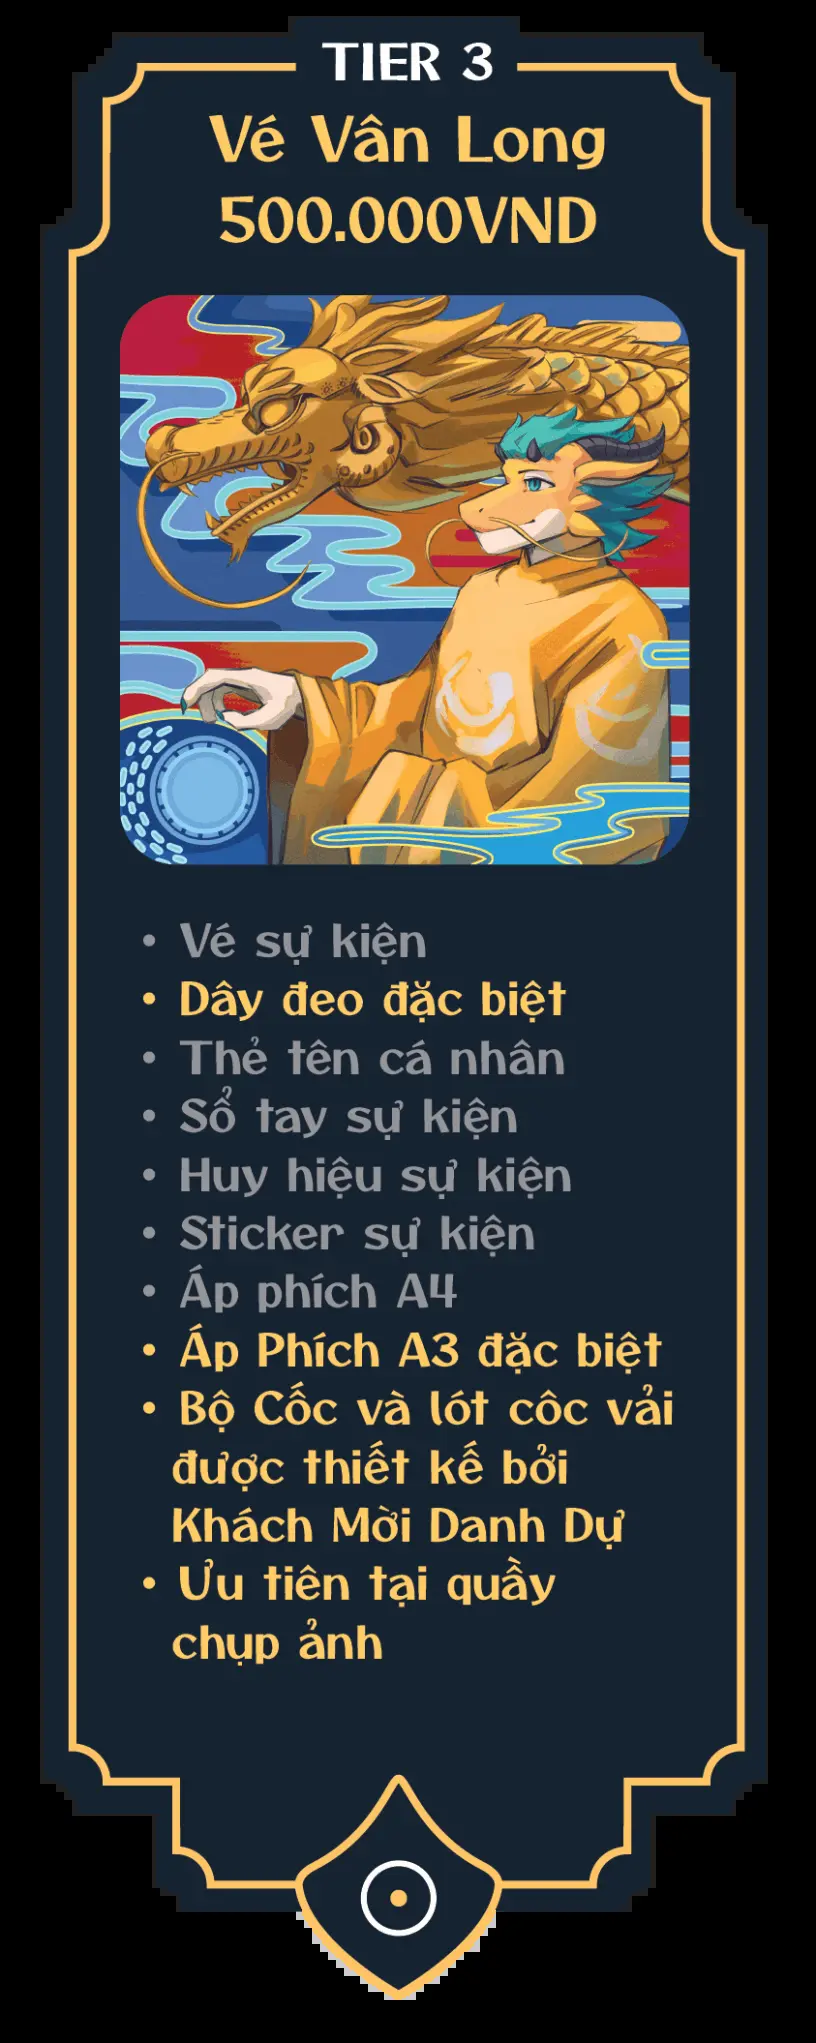 TIER 3
Vé Vân Long
500.000VND
• Vé sự kiện
• Dây đeo đặc biệt
• Thẻ tên cá nhân
• Sổ tay sự kiện
• Huy hiệu sự kiện
• Sticker sự kiện
• Áp phích A4
• Áp Phích A3 đặc biệt
• Bộ Cốc và lót côc vải
được thiết kế bởi
Khách Mời Danh Dự
• Ưu tiên tại quầy
chụp ảnh